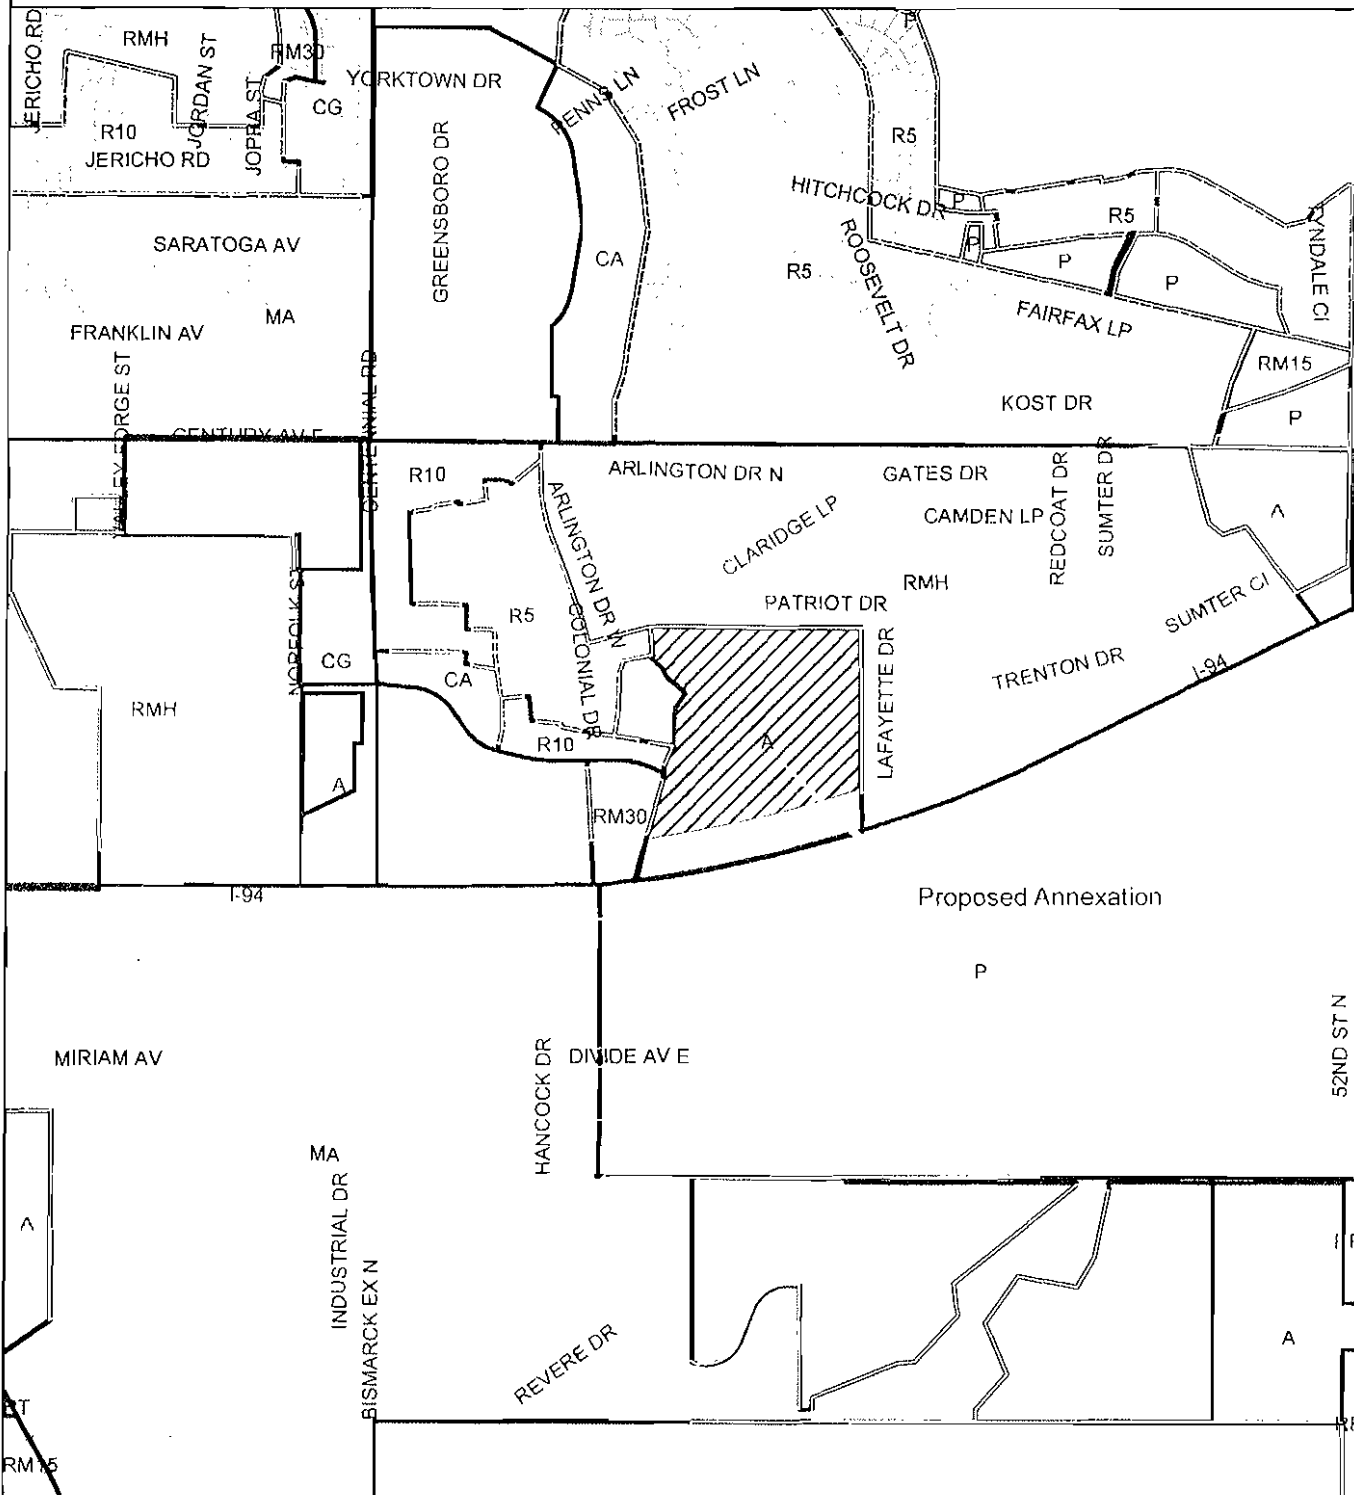 P
JERICHO RD
RMH
JORDAN ST
RM30
YORKTOWN DR
PENNS LN
FROST LN
CG
R10
JERICHO RD
JOPPA ST
GREENSBORO DR
R5
HITCHCOCK DR
P
R5
TYNDALE CI
SARATOGA AV
CA
R5
ROOSEVELT DR
P
P
P
MA
FRANKLIN AV
FAIRFAX LP
RM15
VALLEY FORGE ST
CENTENNIAL RD
KOST DR
P
CENTURY AV E
R10
ARLINGTON DR N
GATES DR
REDCOAT DR
SUMTER DR
A
ARLINGTON DR W
CLARIDGE LP
CAMDEN LP
RMH
PATRIOT DR
SUMTER CI
R5
COLONIAL DR
NORFOLK ST
CG
CA
LAFAYETTE DR
TRENTON DR
I-94
RMH
R10
A
A
RM30
I-94
Proposed Annexation
P
52ND ST N
MIRIAM AV
HANCOCK DR
DIVIDE AV E
MA
INDUSTRIAL DR
A
BISMARCK EX N
REVERE DR
A
RM15